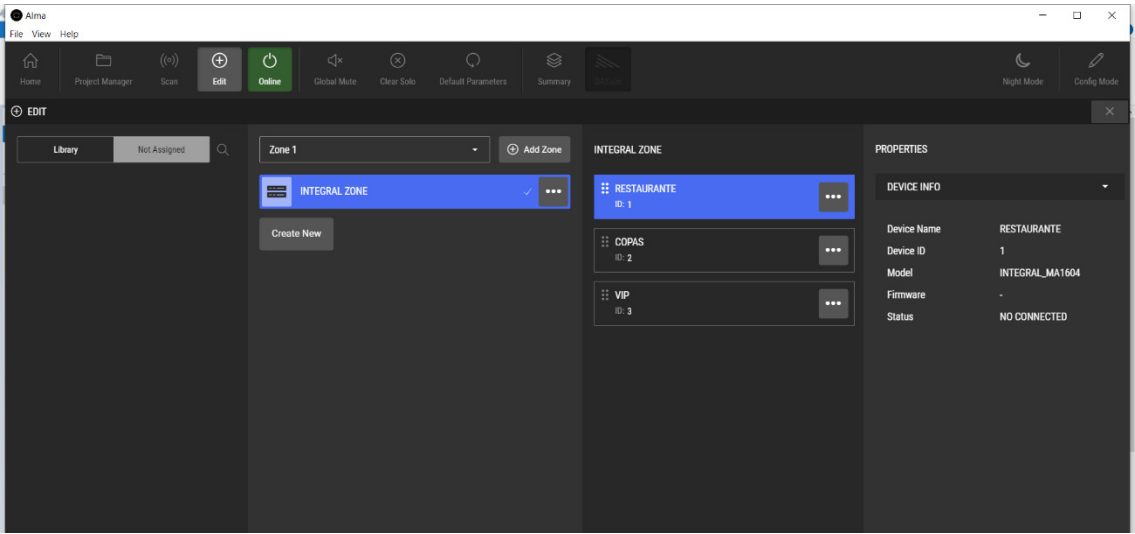 Alma
File View Help
Home Project Manager Scan Edit Online Global Mute Clear Solo Default Parameters Summary Night Mode Config Mode
EDIT
Library Not Assigned
Zone 1
Add Zone
INTEGRAL ZONE
Create New
INTEGRAL ZONE
RESTAURANTE
ID: 1
COPAS
ID: 2
VIP
ID: 3
PROPERTIES
DEVICE INFO
Device Name RESTAURANTE
Device ID 1
Model INTEGRAL_MA1604
Firmware -
Status NO CONNECTED